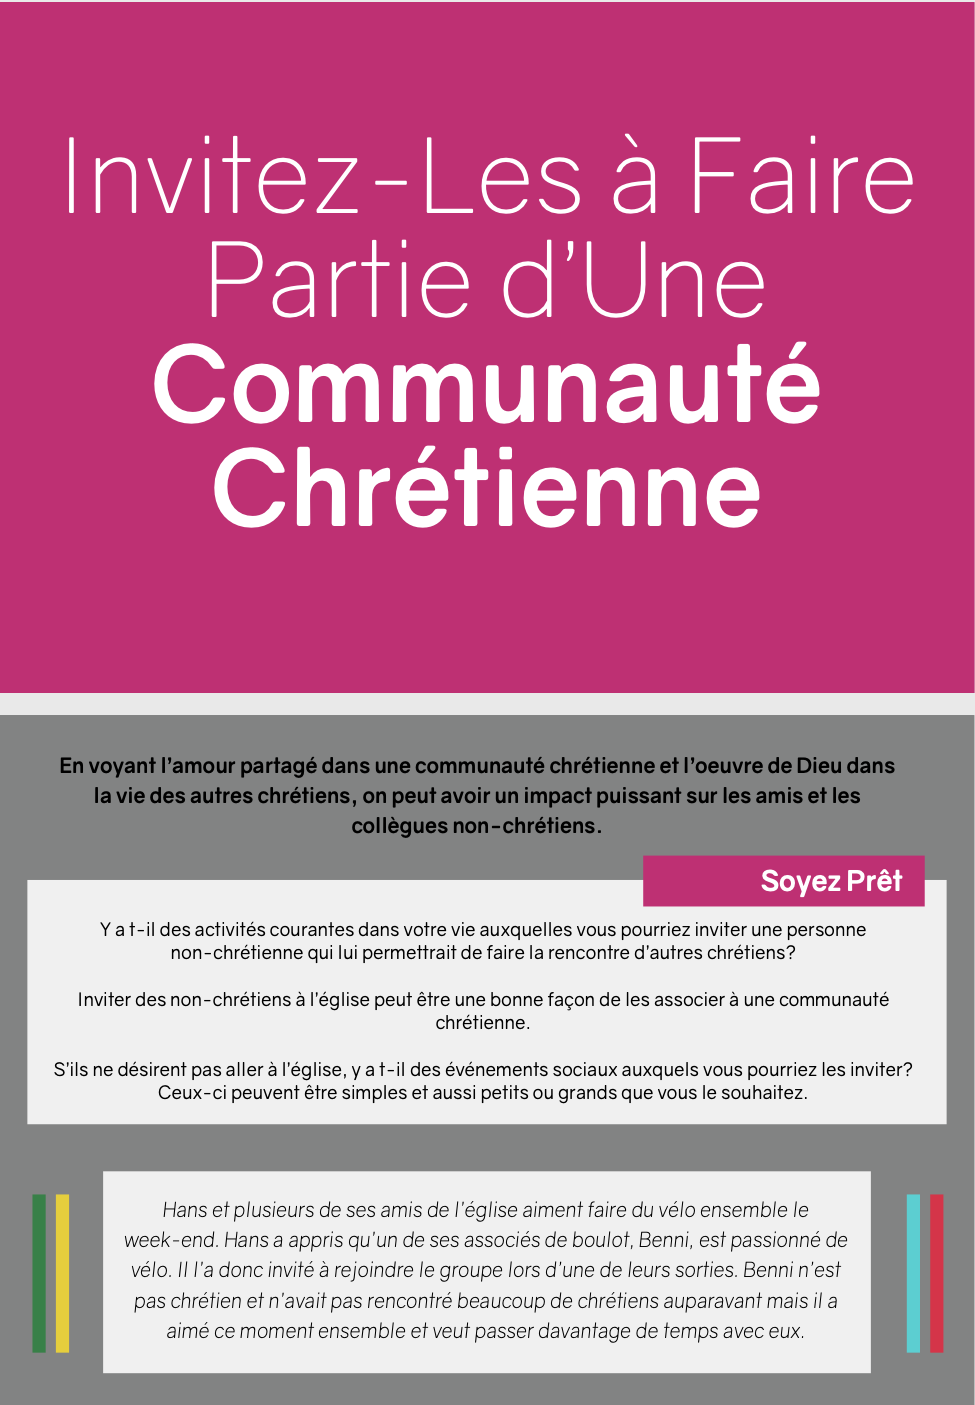 Invitez-Les à Faire
Partie d’Une
Communauté
Chrétienne
En voyant l’amour partagé dans une communauté chrétienne et l’oeuvre de Dieu dans
la vie des autres chrétiens, on peut avoir un impact puissant sur les amis et les
collègues non-chrétiens.
Soyez Prêt
Y a t-il des activités courantes dans votre vie auxquelles vous pourriez inviter une personne
non-chrétienne qui lui permettrait de faire la rencontre d’autres chrétiens?
Inviter des non-chrétiens à l’église peut être une bonne façon de les associer à une communauté
chrétienne.
S’ils ne désirent pas aller à l’église, y a t-il des événements sociaux auxquels vous pourriez les inviter?
Ceux-ci peuvent être simples et aussi petits ou grands que vous le souhaitez.
Hans et plusieurs de ses amis de l’église aiment faire du vélo ensemble le
week-end. Hans a appris qu’un de ses associés de boulot, Benni, est passionné de
vélo. Il l’a donc invité à rejoindre le groupe lors d’une de leurs sorties. Benni n’est
pas chrétien et n’avait pas rencontré beaucoup de chrétiens auparavant mais il a
aimé ce moment ensemble et veut passer davantage de temps avec eux.